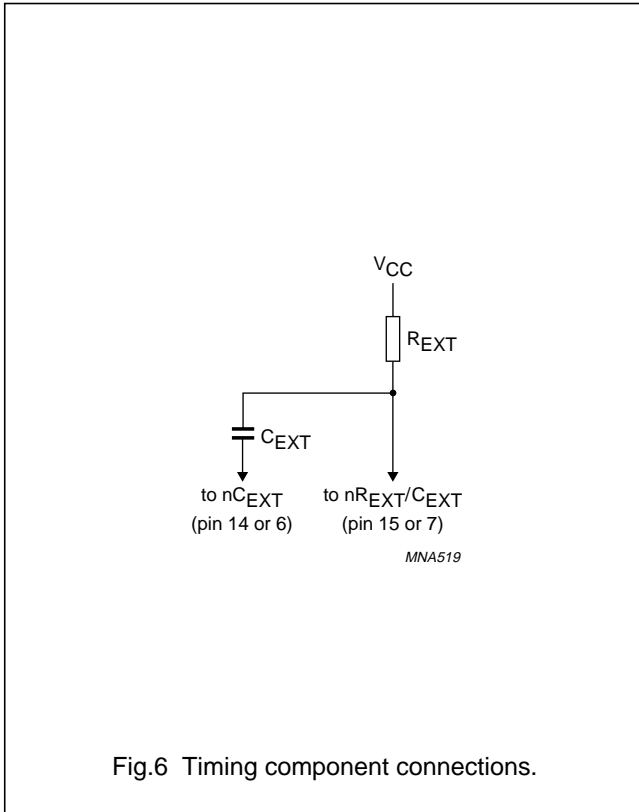 VCC
REXT
CEXT
to nCEXT
(pin 14 or 6)
to nREXT/CEXT
(pin 15 or 7)
MNA519
Fig.6 Timing component connections.